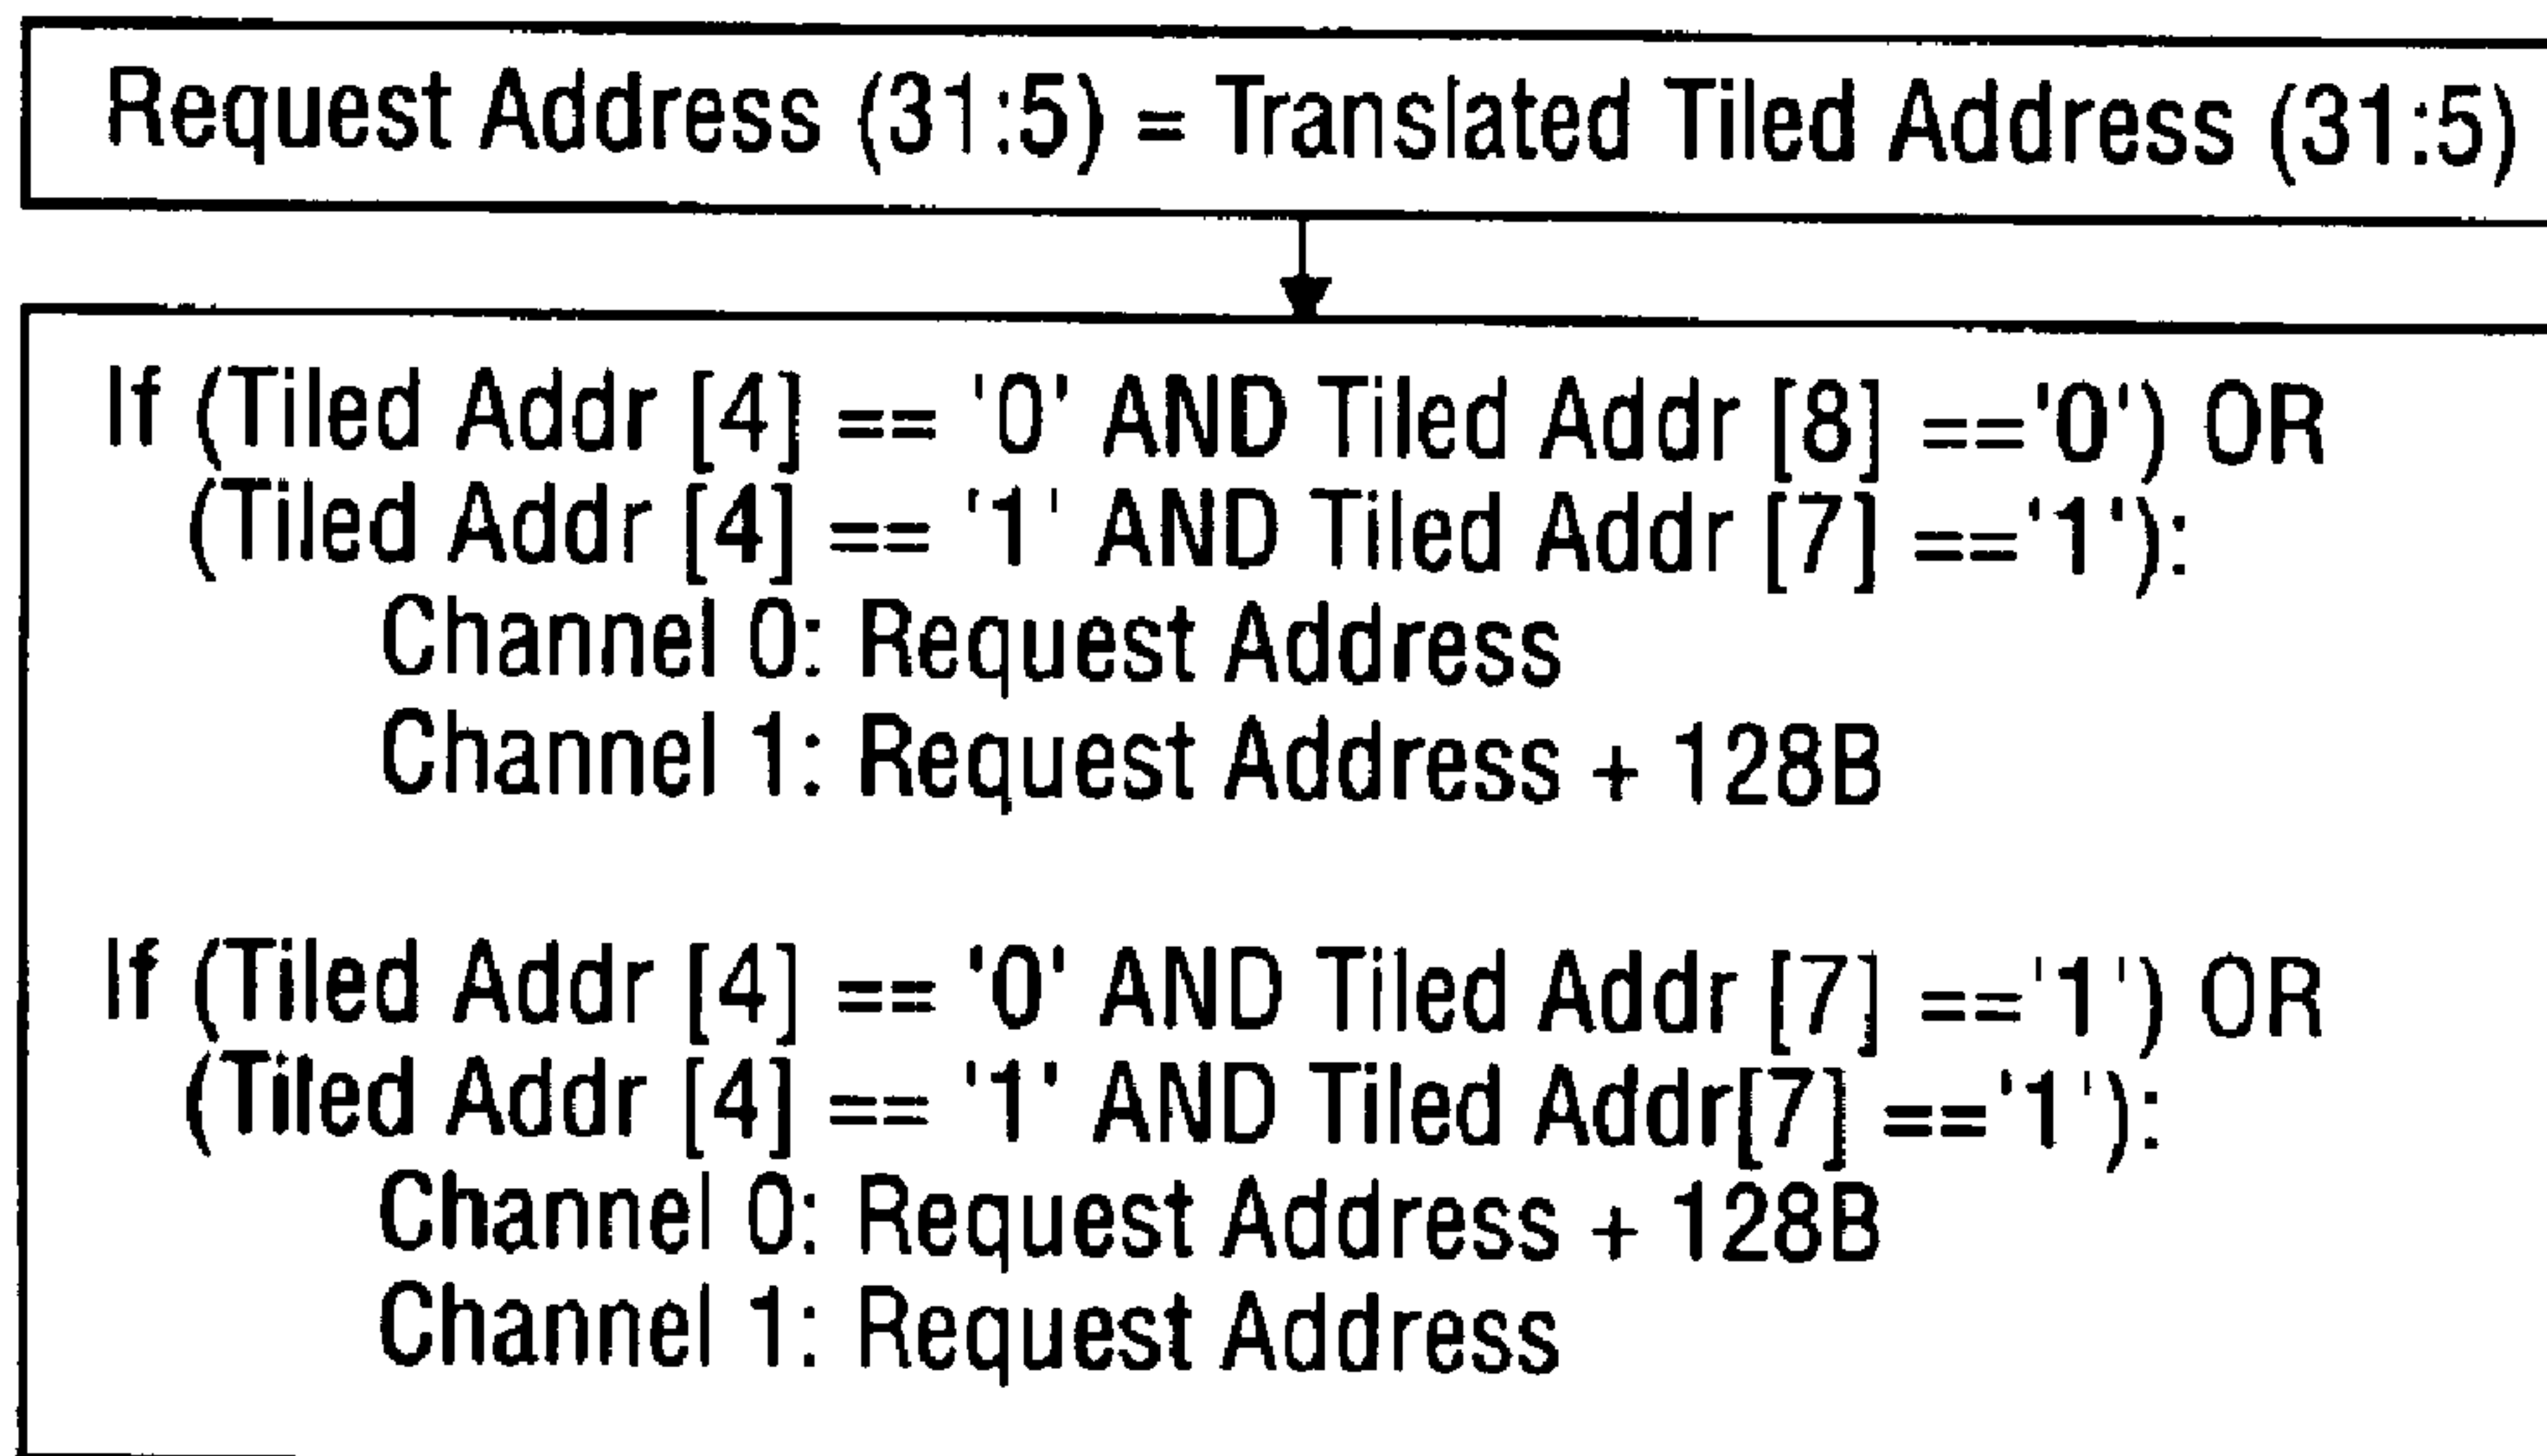 Request Address (31:5) = Translated Tiled Address (31:5)
If (Tiled Addr [4] == '0' AND Tiled Addr [8] =='0') OR
(Tiled Addr [4] == '1' AND Tiled Addr [7] =='1'):
Channel 0: Request Address
Channel 1: Request Address + 128B
If (Tiled Addr [4] == '0' AND Tiled Addr [7] =='1') OR
(Tiled Addr [4] == '1' AND Tiled Addr[7] =='1'):
Channel 0: Request Address + 128B
Channel 1: Request Address